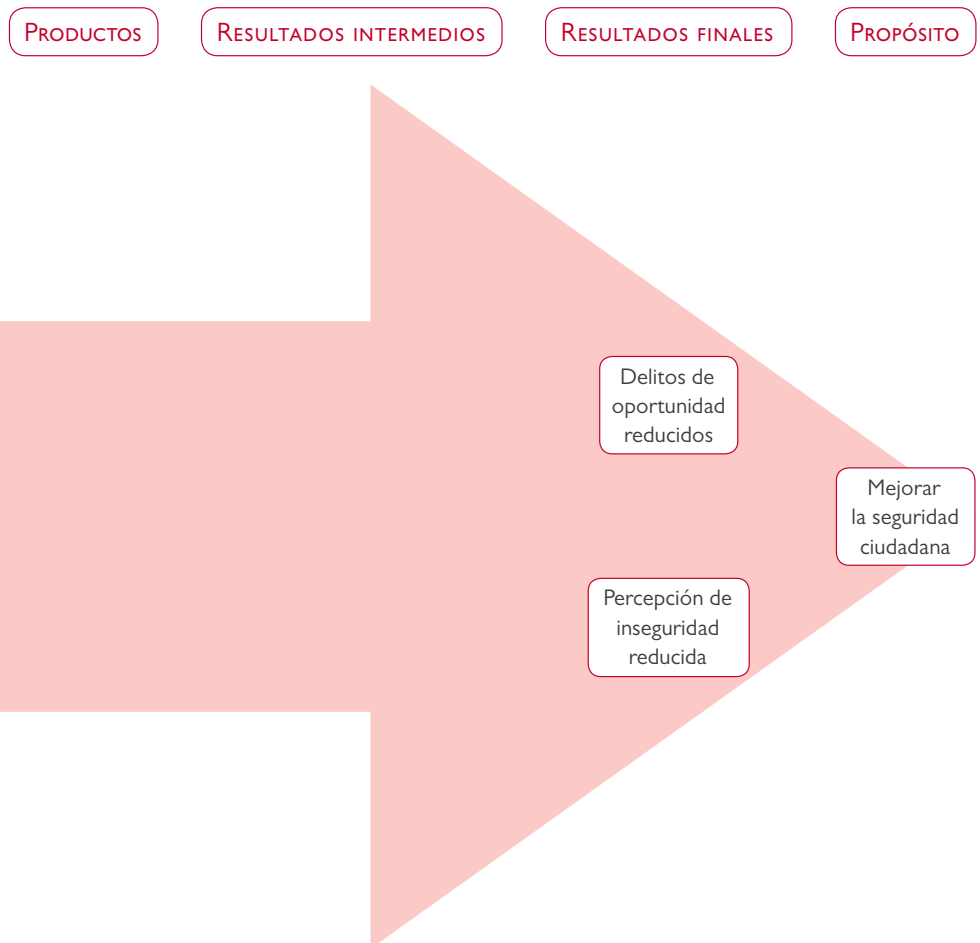 Productos
Resultados intermedios
Resultados finales
Propósito
Delitos de
oportunidad
reducidos
Mejorar
la seguridad
ciudadana
Percepción de
inseguridad
reducida